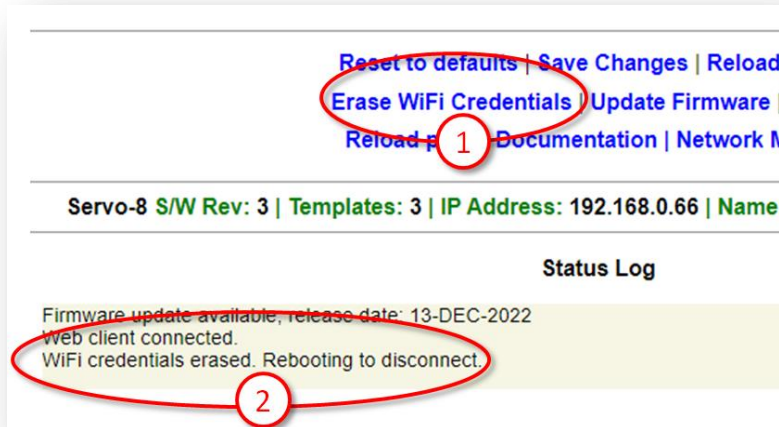 Reset to defaults | Save Changes | Reload
Erase WiFi Credentials | Update Firmware |
Reload Documentation | Network
1
Servo-8 S/W Rev: 3 | Templates: 3 | IP Address: 192.168.0.66 | Name
Status Log
Firmware update available, release date: 13-DEC-2022
Web client connected.
WiFi credentials erased. Rebooting to disconnect.
2